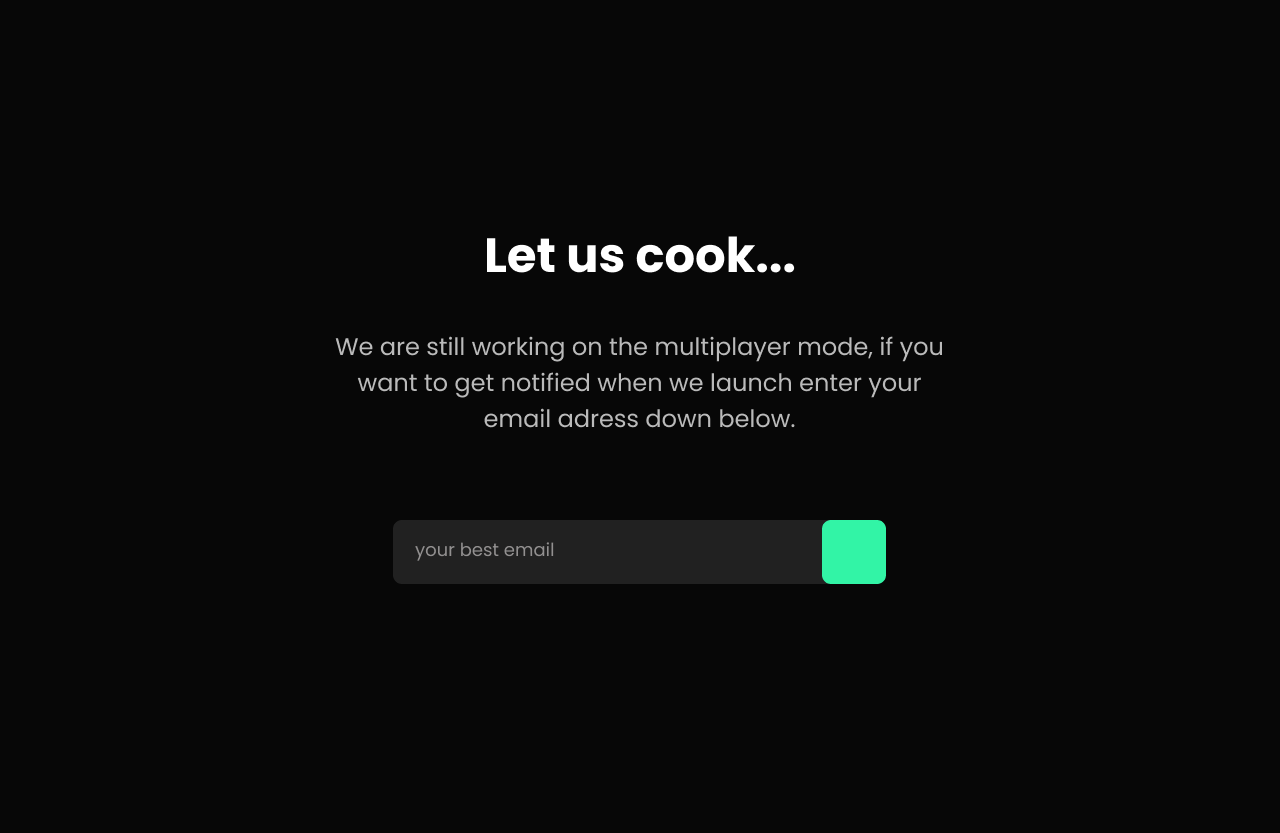 Let us cook...
We are still working on the multiplayer mode, if you
want to get notified when we launch enter your
email adress down below.
your best email